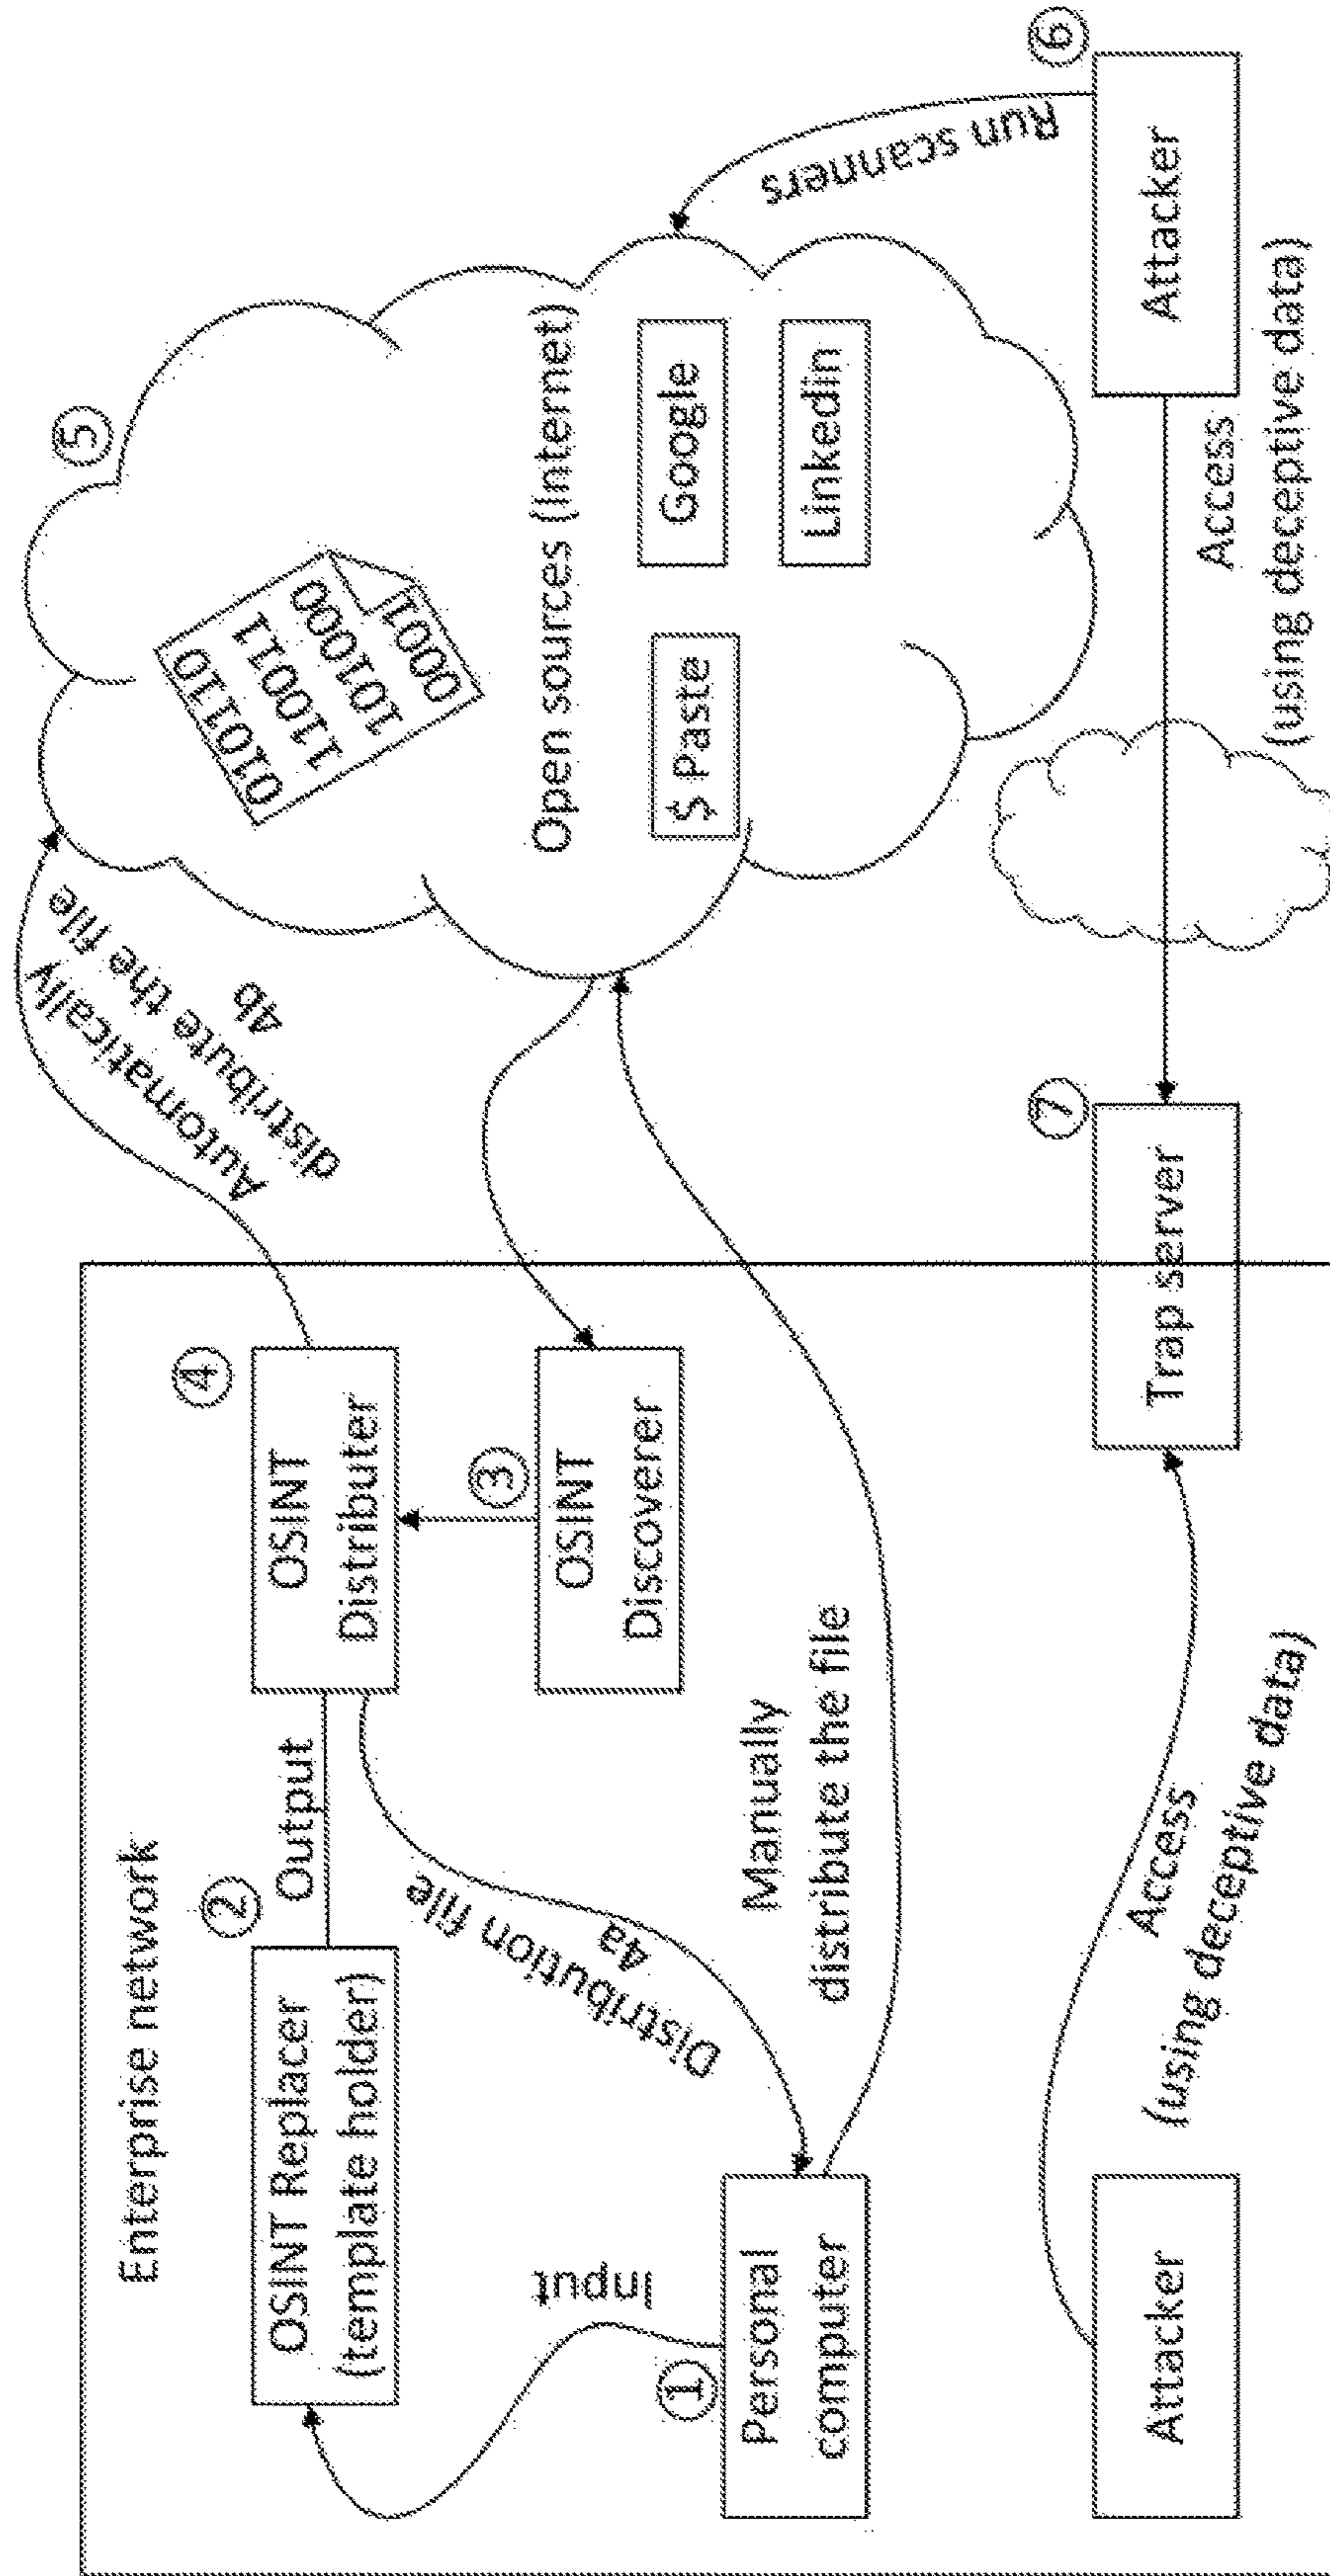 Enterprise network
②
OSINT Replacer
(template holder)
Output
④
OSINT
Distributer
③
OSINT
Discoverer
Input
①
Personal
computer
Distribution file
4a
Manually
distribute the file
Automatically
distribute the file
4b
⑤
010110
110011
101000
1000
Open sources (Internet)
$ Paste
Google
Linkedin
Run scanners
⑥
Attacker
Access
(using deceptive data)
⑦
Trap server
Access
(using deceptive data)
Attacker